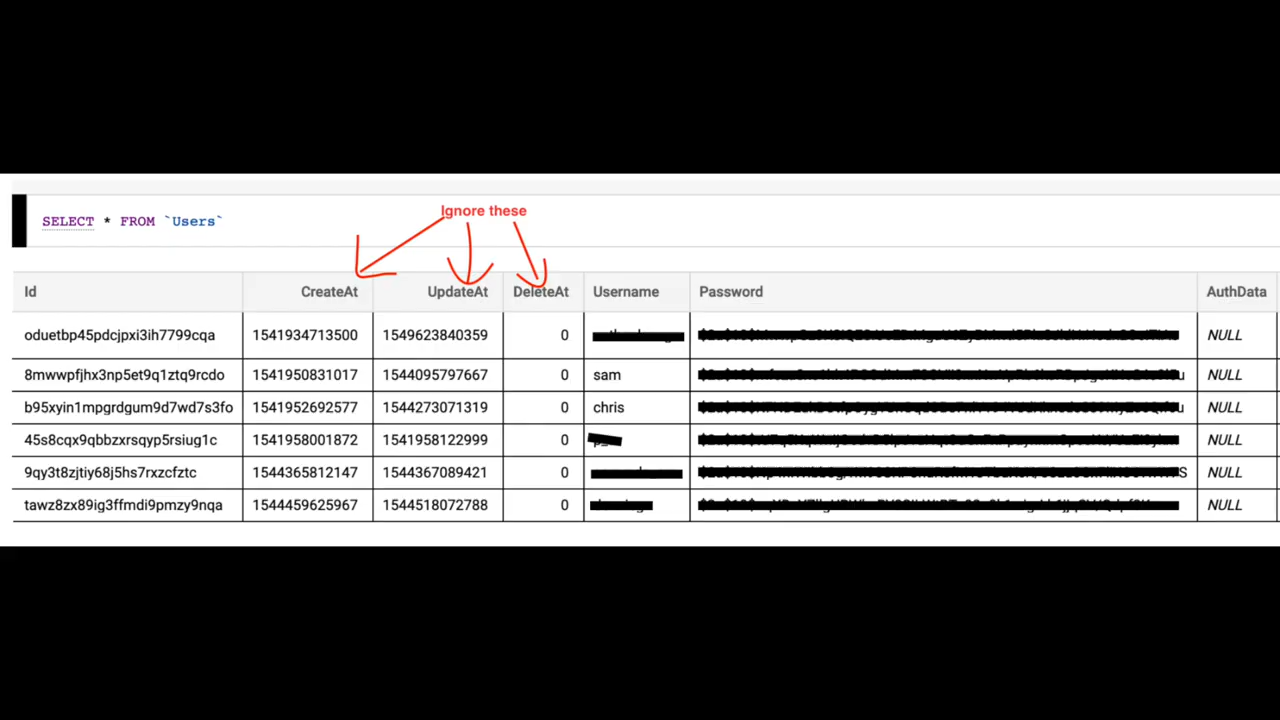 Ignore these
SELECT * FROM `Users`
Id CreateAt UpdateAt DeleteAt Username Password AuthData
oduetbp45pdcjpxi3ih7799cqa 1541934713500 1549623840359 0 NULL
8mwwpfjhx3np5et9q1ztq9rcdo 1541950831017 1544095797667 0 sam NULL
b95xyin1mpgrdgum9d7wd7s3fo 1541952692577 1544273071319 0 chris NULL
45s8cqx9qbbzxrsqyp5rsiug1c 1541958001872 1541958122999 0 NULL
9qy3t8zjtiy68j5hs7rxzcfztc 1544365812147 1544367089421 0 NULL
tawz8zx89ig3ffmdi9pmzy9nqa 1544459625967 1544518072788 0 NULL